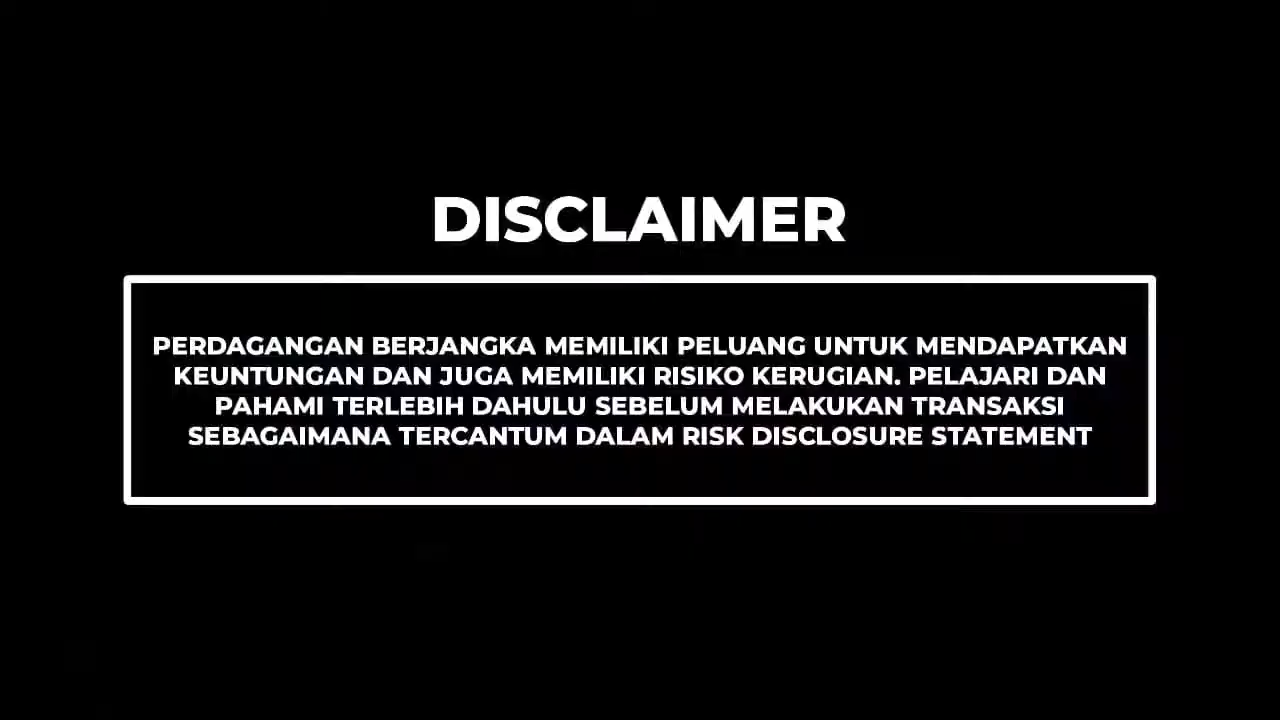 DISCLAIMER
PERDAGANGAN BERJANGKA MEMILIKI PELUANG UNTUK MENDAPATKAN
KEUNTUNGAN DAN JUGA MEMILIKI RISIKO KERUGIAN. PELAJARI DAN
PAHAMI TERLEBIH DAHULU SEBELUM MELAKUKAN TRANSAKSI
SEBAGAIMANA TERCANTUM DALAM RISK DISCLOSURE STATEMENT